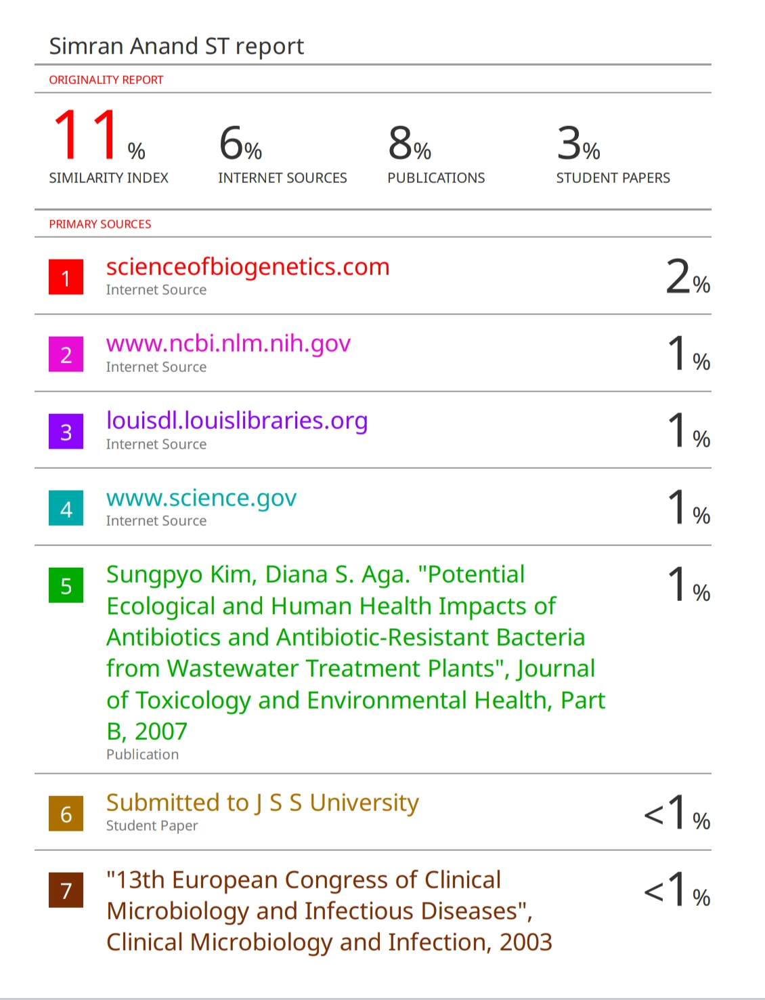 Simran Anand ST report
ORIGINALITY REPORT
11% 6% 8% 3%
SIMILARITY INDEX INTERNET SOURCES PUBLICATIONS STUDENT PAPERS
PRIMARY SOURCES
1 scienceofbiogenetics.com 2%
Internet Source
2 www.ncbi.nlm.nih.gov 1%
Internet Source
3 louisdl.louislibraries.org 1%
Internet Source
4 www.science.gov 1%
Internet Source
5 Sungpyo Kim, Diana S. Aga. "Potential 1%
Ecological and Human Health Impacts of
Antibiotics and Antibiotic-Resistant Bacteria
from Wastewater Treatment Plants", Journal
of Toxicology and Environmental Health, Part
B, 2007
Publication
6 Submitted to J S S University <1%
Student Paper
7 "13th European Congress of Clinical <1%
Microbiology and Infectious Diseases",
Clinical Microbiology and Infection, 2003